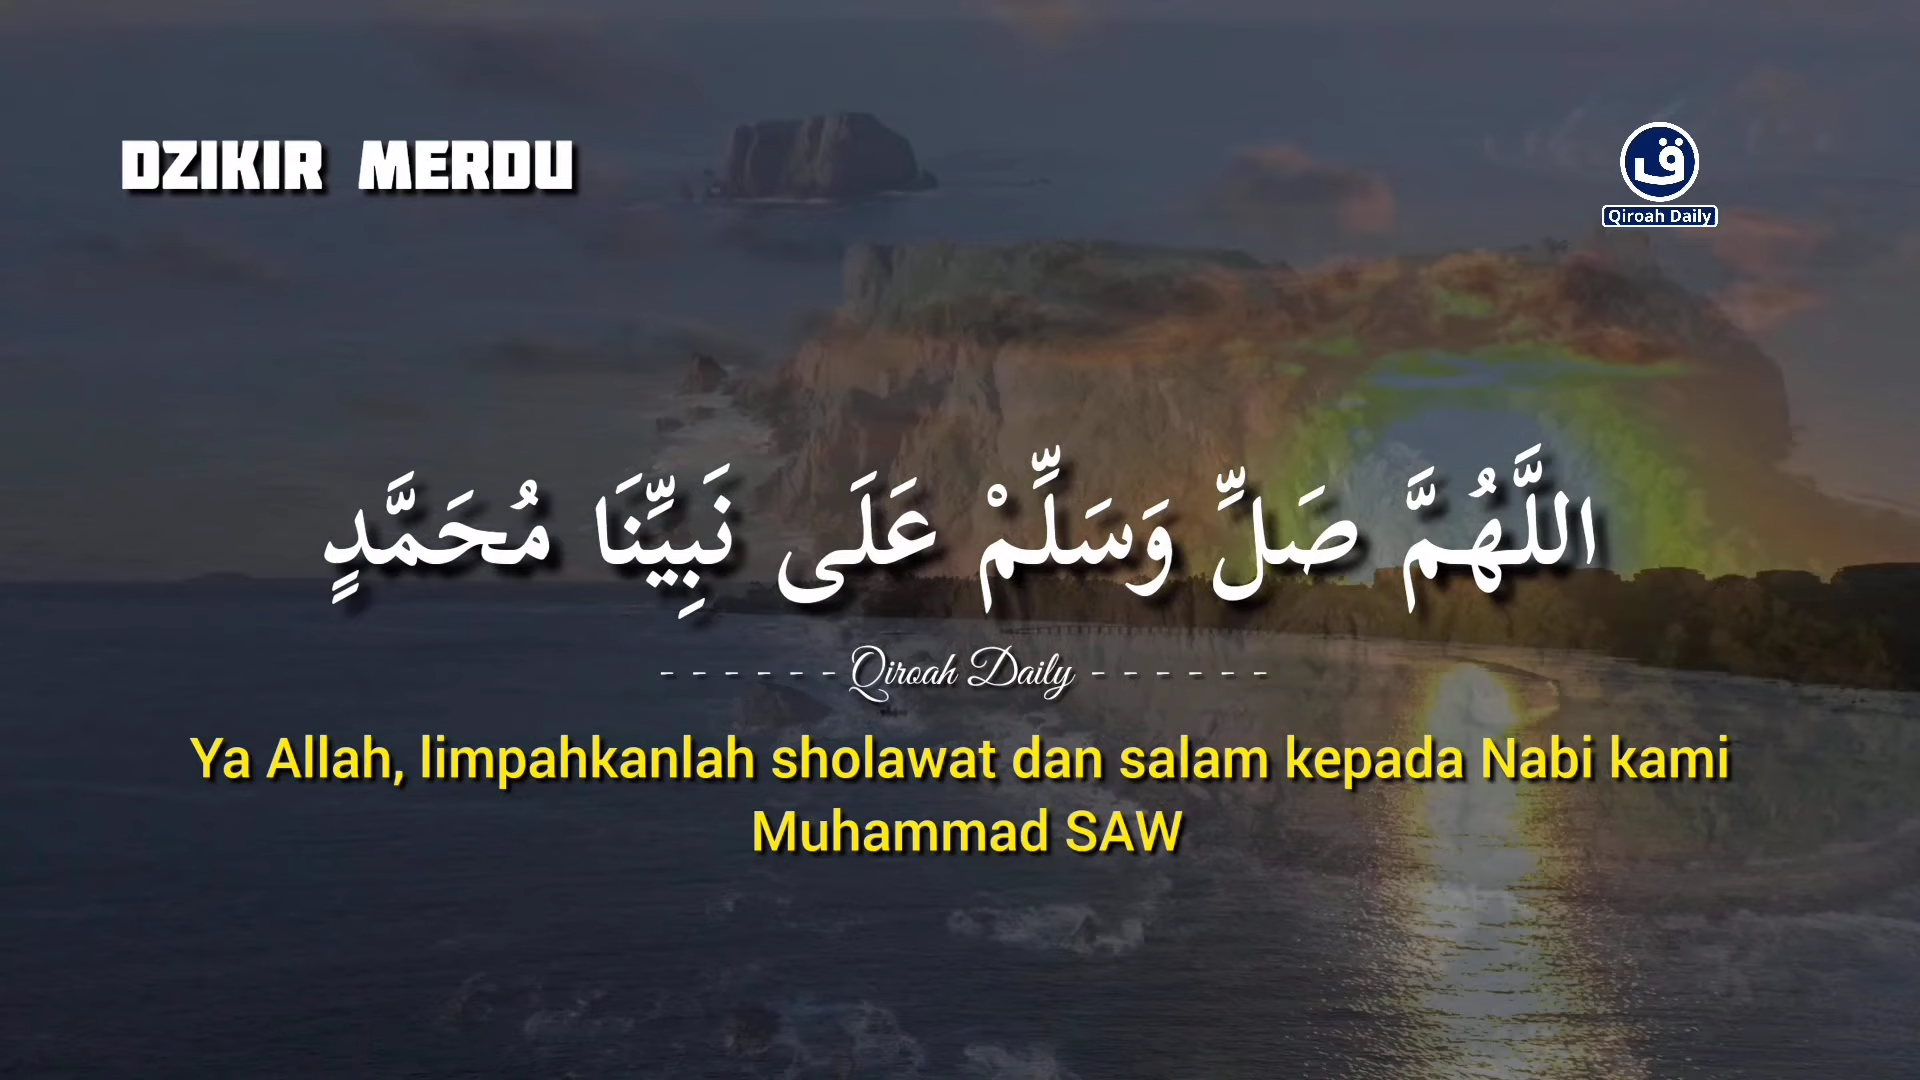 DZIKIR MERDU
ق
Qiroah Daily
اللَّهُمَّ صَلِّ وَسَلِّمْ عَلَى نَبِيِّنَا مُحَمَّدٍ
- - - - - - Qiroah Daily - - - - - -
Ya Allah, limpahkanlah sholawat dan salam kepada Nabi kami
Muhammad SAW